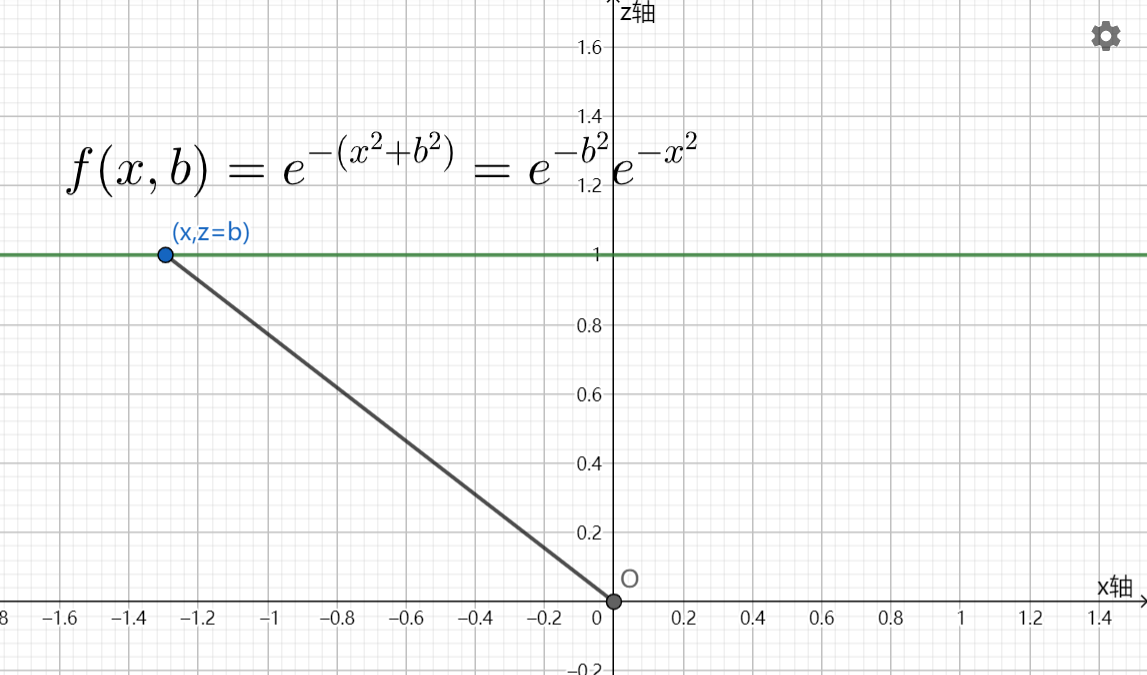 z轴
1.6
1.4
f(x, b) = e^{-(x^2+b^2)} = e^{-b^2}e^{-x^2}
1.2
(x,z=b)
1
0.8
0.6
0.4
0.2
O
x轴
8 −1.6 −1.4 −1.2 −1 −0.8 −0.6 −0.4 −0.2 0 0.2 0.4 0.6 0.8 1 1.2 1.4
−0.2